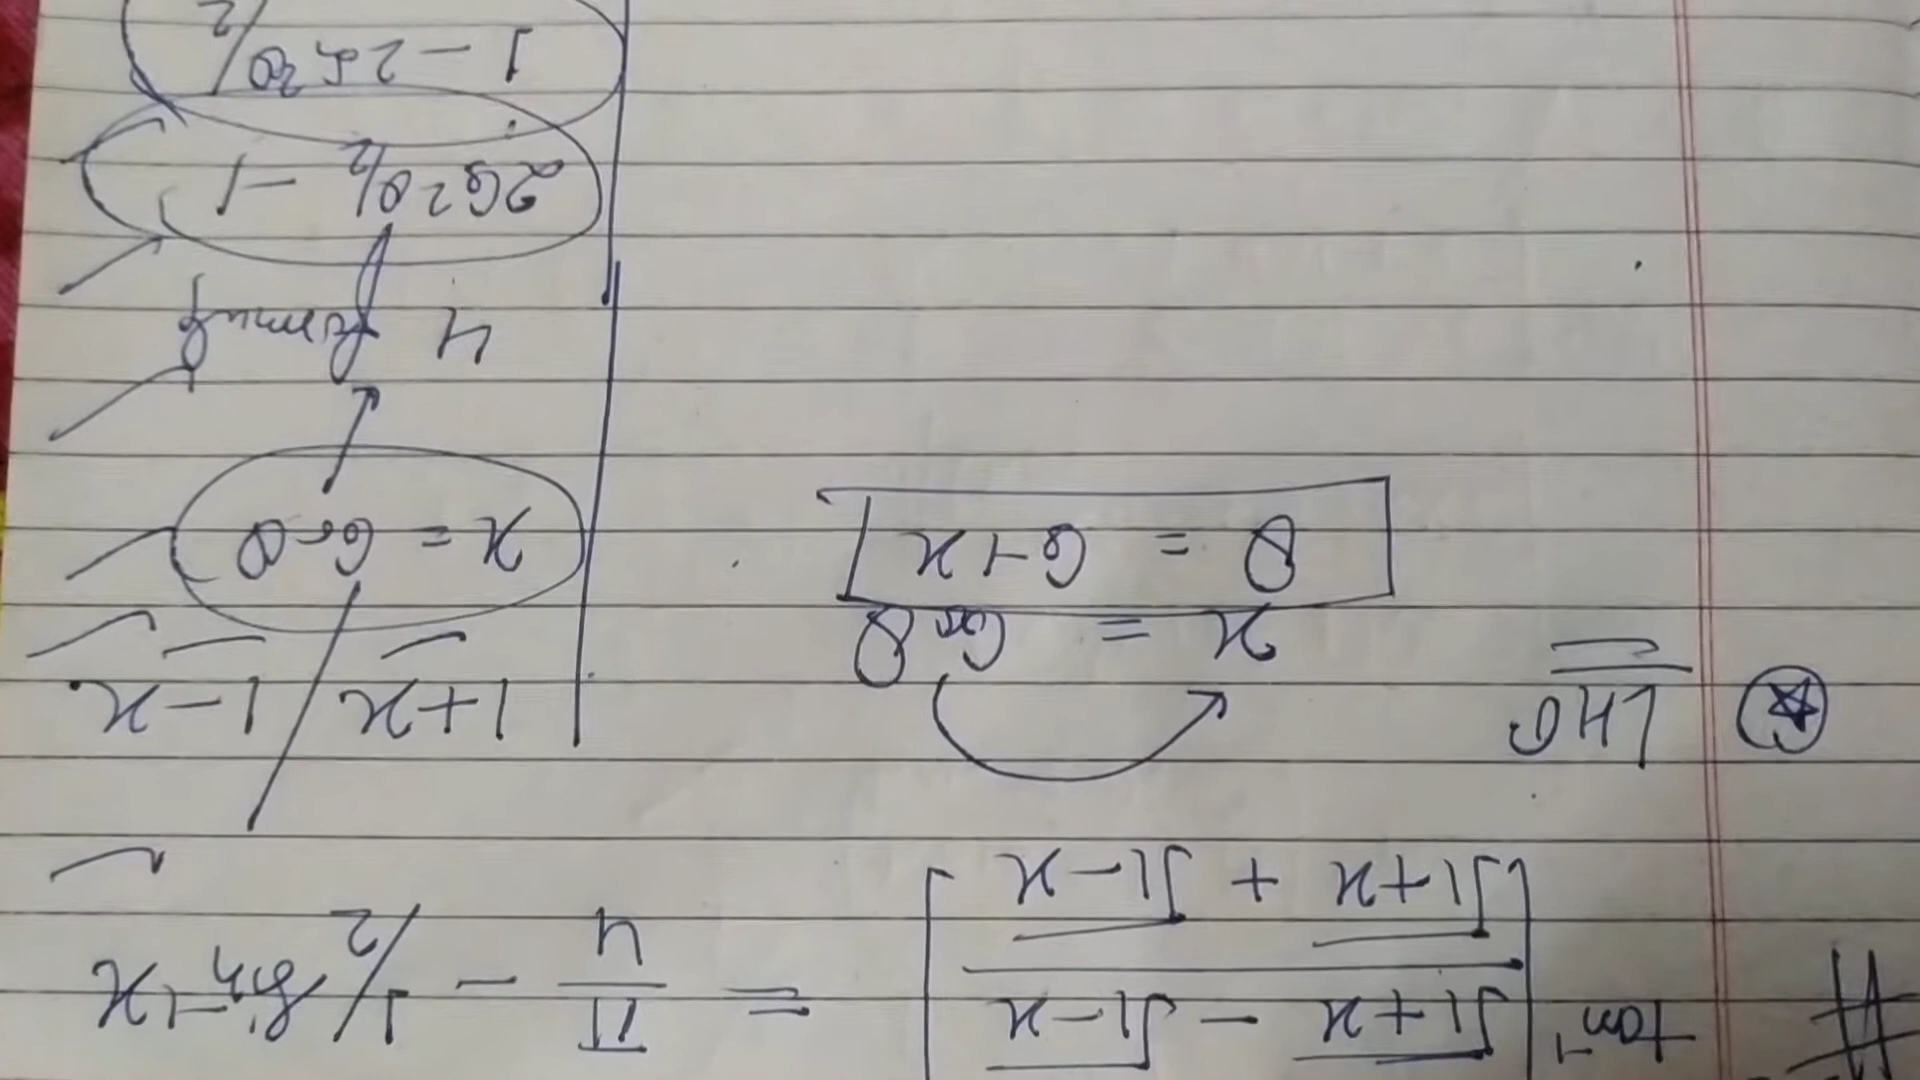 # tan⁻¹ [ (√1+x − √1−x) / (√1+x + √1−x) ] = π/4 − 1/2 sin⁻¹x
LHS
x = Cos θ
θ = Cos⁻¹x
1+x / 1−x
x = Cos θ
4
2Cos²θ/2 − 1
1 − 2Sin²θ/2